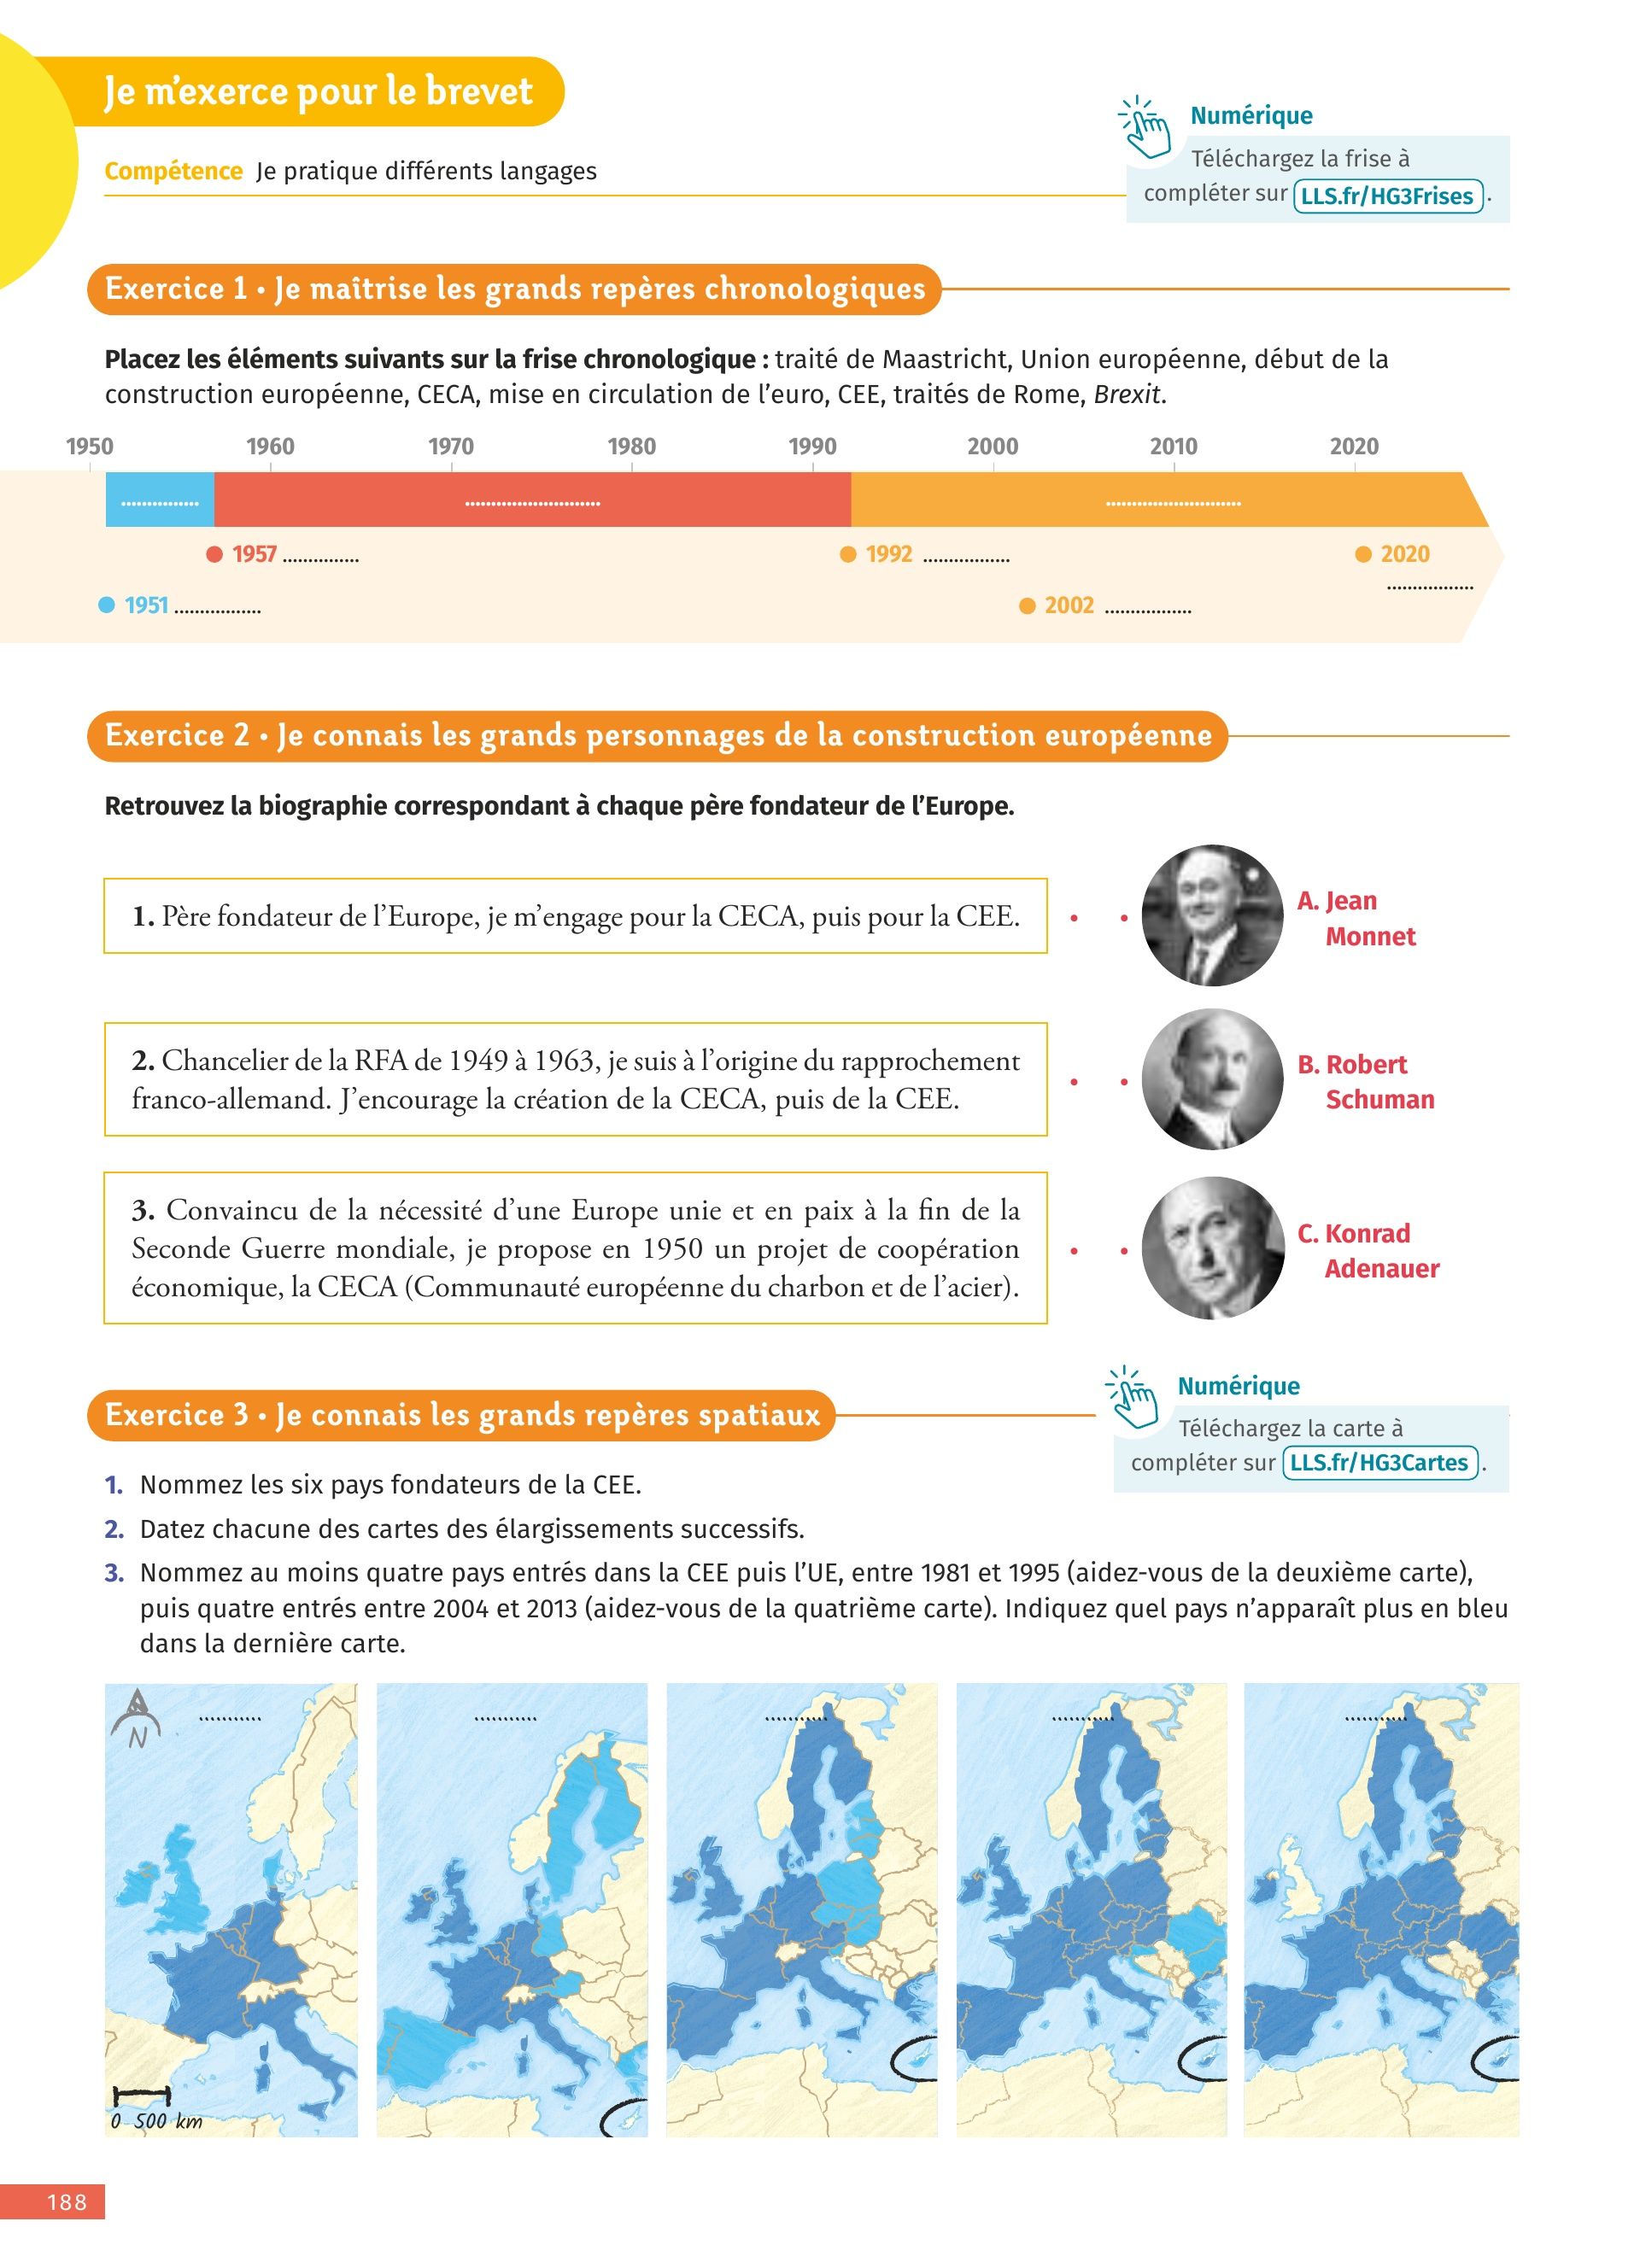 Je m’exerce pour le brevet
Compétence Je pratique différents langages
Numérique
Téléchargez la frise à
compléter sur LLS.fr/HG3Frises .
Exercice 1 • Je maîtrise les grands repères chronologiques
Placez les éléments suivants sur la frise chronologique : traité de Maastricht, Union européenne, début de la
construction européenne, CECA, mise en circulation de l’euro, CEE, traités de Rome, Brexit.
1950 1960 1970 1980 1990 2000 2010 2020
............... .......................... ..........................
1957 ............... 1992 ................. 2020
.................
1951 ................. 2002 .................
Exercice 2 • Je connais les grands personnages de la construction européenne
Retrouvez la biographie correspondant à chaque père fondateur de l’Europe.
1. Père fondateur de l’Europe, je m’engage pour la CECA, puis pour la CEE.
A. Jean
Monnet
2. Chancelier de la RFA de 1949 à 1963, je suis à l’origine du rapprochement
franco-allemand. J’encourage la création de la CECA, puis de la CEE.
B. Robert
Schuman
3. Convaincu de la nécessité d’une Europe unie et en paix à la fin de la
Seconde Guerre mondiale, je propose en 1950 un projet de coopération
économique, la CECA (Communauté européenne du charbon et de l’acier).
C. Konrad
Adenauer
Exercice 3 • Je connais les grands repères spatiaux
Numérique
Téléchargez la carte à
compléter sur LLS.fr/HG3Cartes .
1. Nommez les six pays fondateurs de la CEE.
2. Datez chacune des cartes des élargissements successifs.
3. Nommez au moins quatre pays entrés dans la CEE puis l’UE, entre 1981 et 1995 (aidez-vous de la deuxième carte),
puis quatre entrés entre 2004 et 2013 (aidez-vous de la quatrième carte). Indiquez quel pays n’apparaît plus en bleu
dans la dernière carte.
........... ........... ........... ........... ...........
N
0 500 km
188